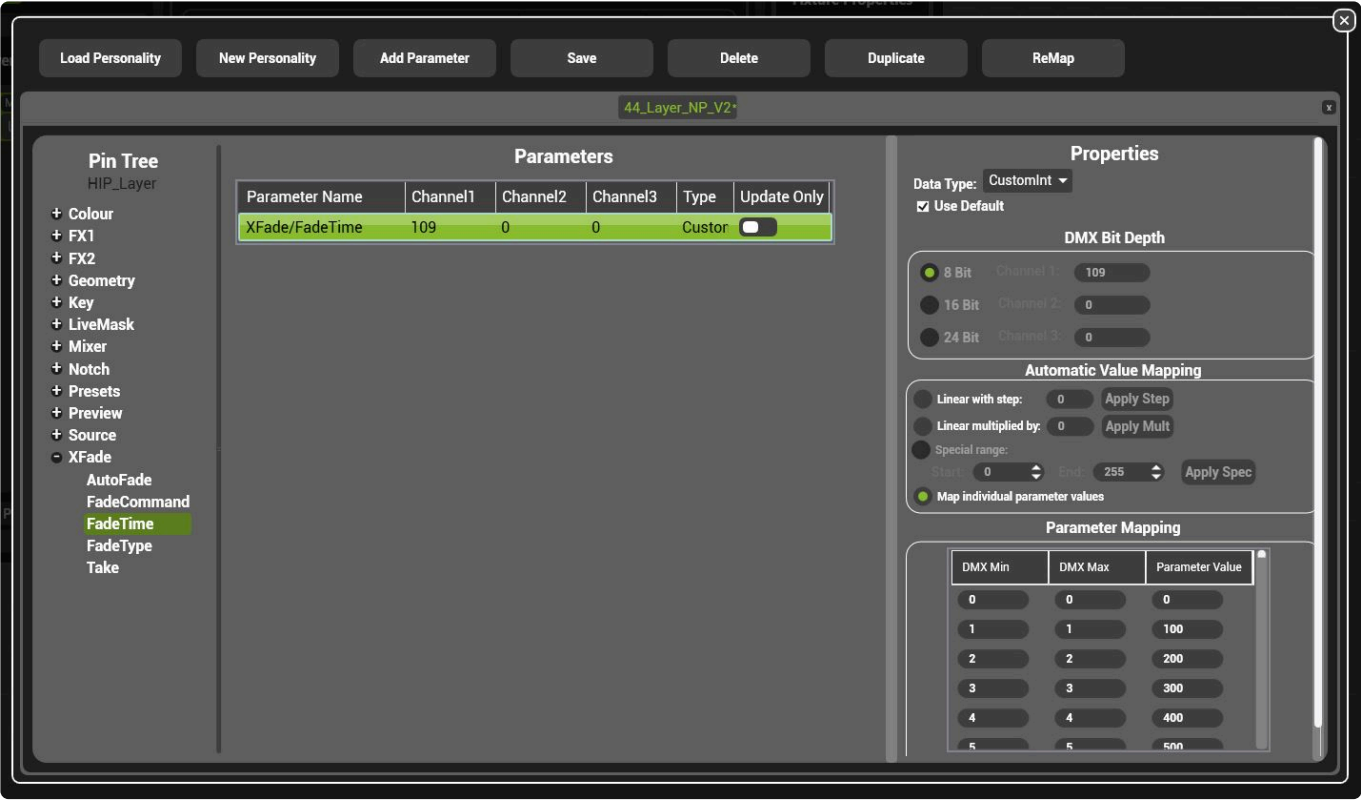 Fixture Properties
Load Personality New Personality Add Parameter Save Delete Duplicate ReMap
44_Layer_NP_V2*
x
Pin Tree
HIP_Layer
+ Colour
+ FX1
+ FX2
+ Geometry
+ Key
+ LiveMask
+ Mixer
+ Notch
+ Presets
+ Preview
+ Source
- XFade
AutoFade
FadeCommand
FadeTime
FadeType
Take
Parameters
Parameter Name Channel1 Channel2 Channel3 Type Update Only
XFade/FadeTime 109 0 0 Custor
Properties
Data Type: CustomInt
Use Default
DMX Bit Depth
8 Bit Channel 1: 109
16 Bit Channel 2: 0
24 Bit Channel 3: 0
Automatic Value Mapping
Linear with step: 0 Apply Step
Linear multiplied by: 0 Apply Mult
Special range:
Start: 0 End: 255 Apply Spec
Map individual parameter values
Parameter Mapping
DMX Min DMX Max Parameter Value
0 0 0
1 1 100
2 2 200
3 3 300
4 4 400
5 5 500